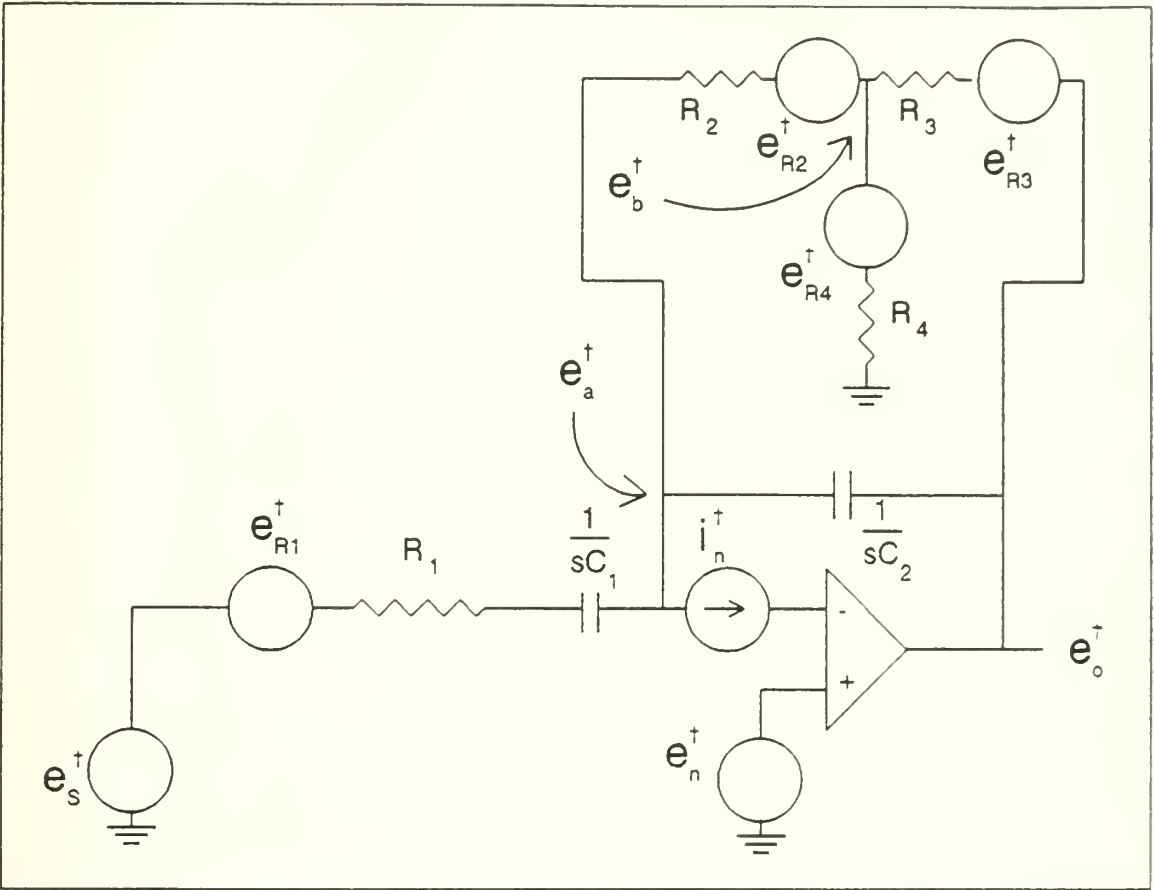 R2
R3
e†R2
e†R3
e†b
e†R4
R4
e†a
e†R1
R1
1/sC1
i†n
1/sC2
-
+
e†o
e†n
e†s